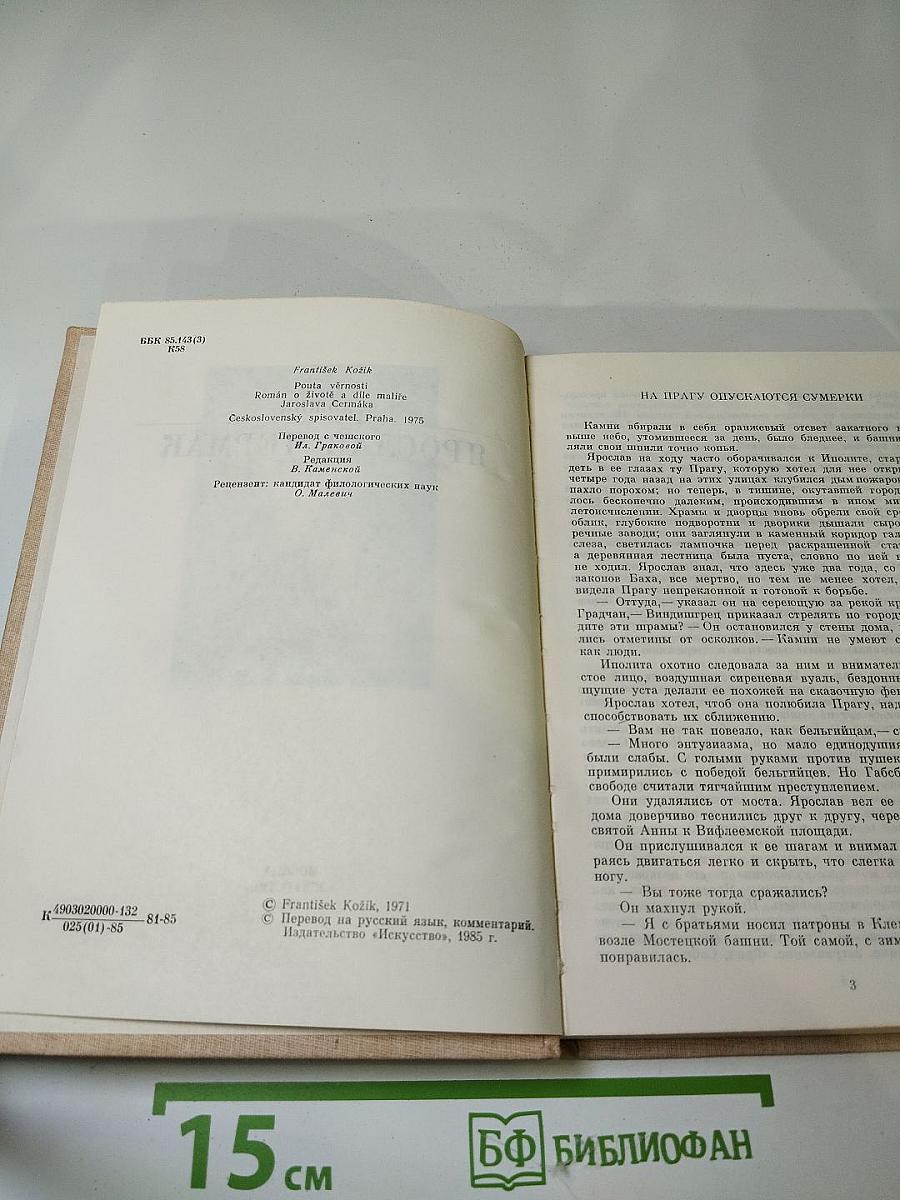 ББК 85.143(3)
К58
František Kožík
Pouta věrnosti
Román o životě a díle malíře
Jaroslava Čermáka
Československý spisovatel. Praha. 1975
Перевод с чешского
Ил. Граковой
Редакция
В. Каменской
Рецензент: кандидат филологических наук
О. Малевич
К 4903020000-132
025(01)-85
81-85
© František Kožík, 1971
© Перевод на русский язык, комментарий.
Издательство «Искусство», 1985 г.
НА ПРАГУ ОПУСКАЮТСЯ СУМЕРКИ
Камни вбирали в себя оранжевый отсвет закатного
выше небо, утомившееся за день, было бледнее, и башни
ляли свои шпили точно копья.
Ярослав на ходу часто оборачивался к Иполите,
деть в ее глазах ту Прагу, которую хотел для нее
четыре года назад на этих улицах клубился дым
пахло порохом; но теперь, в тишине, окутавшей
лось бесконечно далеким, происходившим в ином
летоисчислении. Храмы и дворцы вновь обрели свой
облик, глубокие подворотни и дворики дышали
речные заводи; они заглянули в каменный коридор
слеза, светилась лампочка перед раскрашенной
а деревянная лестница была пуста, словно по ней
не ходил. Ярослав знал, что здесь уже два года, со
законов Баха, все мертво, но тем не менее хотел,
видела Прагу непреклонной и готовой к борьбе.
— Оттуда,— указал он на сереющую за рекой
Градчан,— Виндишгрец приказал стрелять по
дите эти шрамы? — Он остановился у стены дома,
лись отметины от осколков.— Камни не умеют
как люди.
Иполита охотно следовала за ним и
стое лицо, воздушная сиреневая вуаль,
щущие уста делали ее похожей на сказочную
Ярослав хотел, чтоб она полюбила Прагу,
способствовать их сближению.
— Вам не так повезло, как бельгийцам,—
— Много энтузиазма, но мало единодушия
были слабы. С голыми руками против пушек
примирились с победой бельгийцев. Но
свободе считали тягчайшим преступлением.
Они удалялись от моста. Ярослав вел ее
дома доверчиво теснились друг к другу,
святой Анны к Вифлеемской площади.
Он прислушивался к ее шагам и внимал
раясь двигаться легко и скрыть, что слегка
ногу.
— Вы тоже тогда сражались?
Он махнул рукой.
— Я с братьями носил патроны в
возле Мостецкой башни. Той самой, с
понравилась.
3
15 см
БФ БИБЛИОФАН